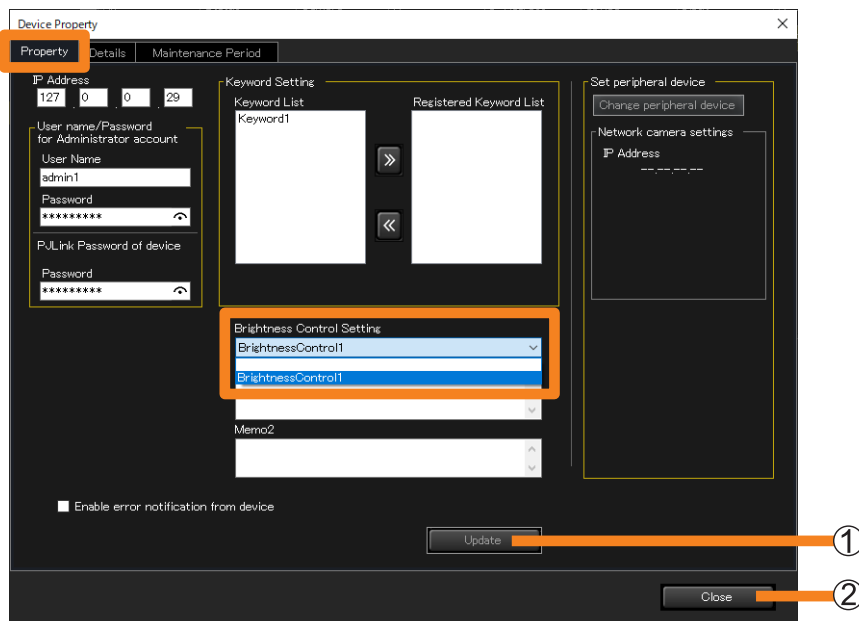 Device Property
Property Details Maintenance Period
IP Address
127 . 0 . 0 . 29
User name/Password
for Administrator account
User Name
admin1
Password
*********
PJLink Password of device
Password
*********
Keyword Setting
Keyword List
Keyword1
Registered Keyword List
Brightness Control Setting
BrightnessControl1
BrightnessControl1
Memo2
Set peripheral device
Change peripheral device
Network camera settings
IP Address
--.--.--.--
Enable error notification from device
Update
①
Close
②